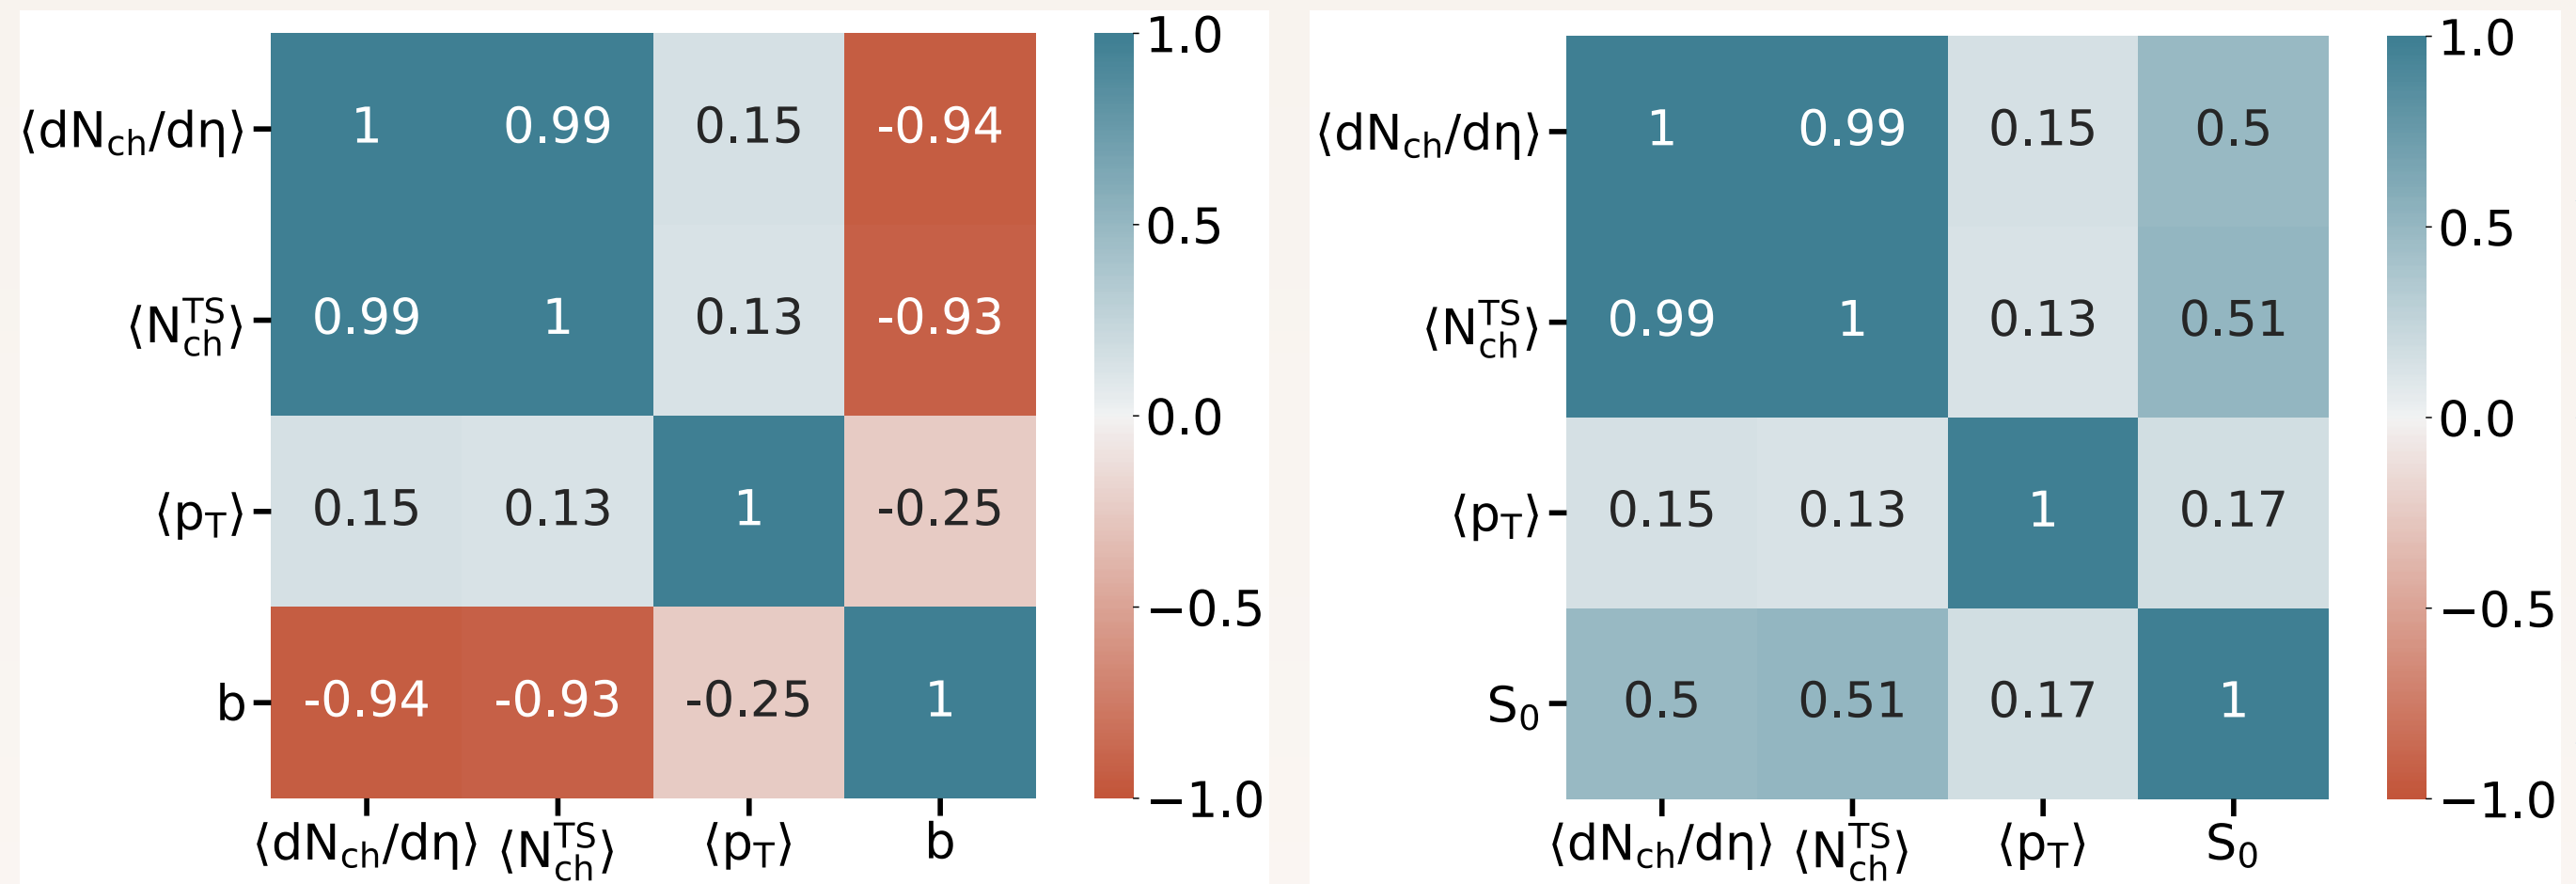 ⟨dN_ch/dη⟩ 1 0.99 0.15 -0.94
⟨N_ch^TS⟩ 0.99 1 0.13 -0.93
⟨p_T⟩ 0.15 0.13 1 -0.25
b -0.94 -0.93 -0.25 1
⟨dN_ch/dη⟩ ⟨N_ch^TS⟩ ⟨p_T⟩ b
1.0
0.5
0.0
−0.5
−1.0
⟨dN_ch/dη⟩ 1 0.99 0.15 0.5
⟨N_ch^TS⟩ 0.99 1 0.13 0.51
⟨p_T⟩ 0.15 0.13 1 0.17
S_0 0.5 0.51 0.17 1
⟨dN_ch/dη⟩ ⟨N_ch^TS⟩ ⟨p_T⟩ S_0
1.0
0.5
0.0
−0.5
−1.0